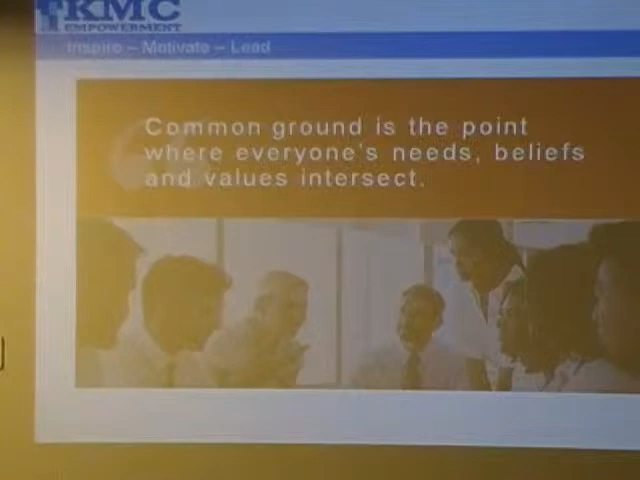 KMC
EMPOWERMENT
Inspire – Motivate – Lead
Common ground is the point
where everyone's needs, beliefs
and values intersect.